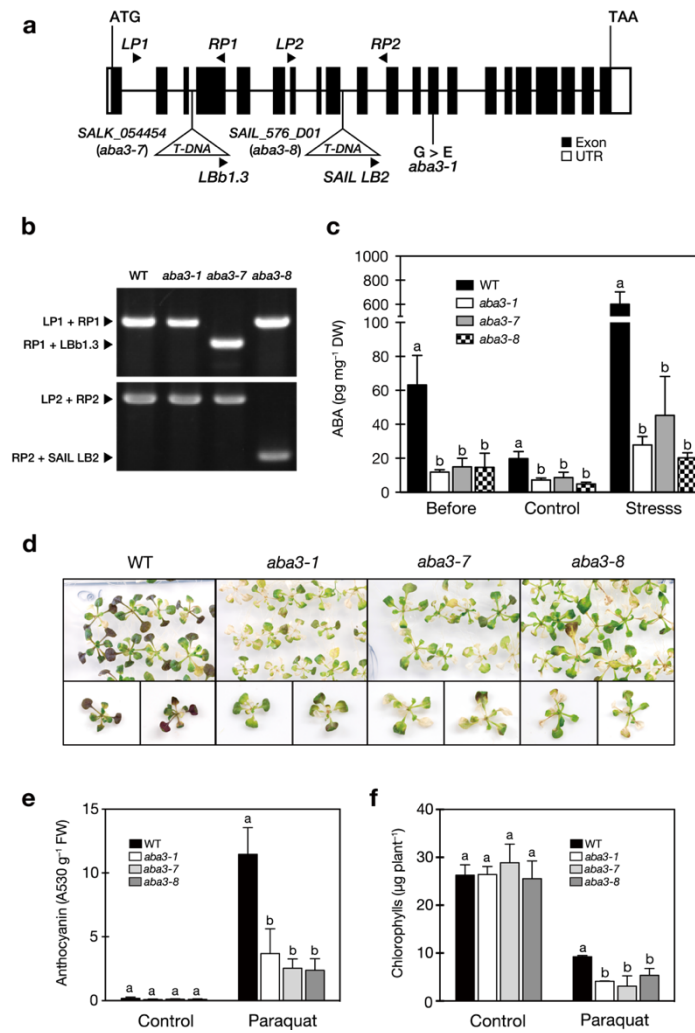 a
ATG
TAA
LP1
RP1
LP2
RP2
SALK_054454
(aba3-7)
T-DNA
LBb1.3
SAIL_576_D01
(aba3-8)
T-DNA
SAIL LB2
G > E
aba3-1
Exon
UTR
b
WT aba3-1 aba3-7 aba3-8
LP1 + RP1
RP1 + LBb1.3
LP2 + RP2
RP2 + SAIL LB2
c
ABA (pg mg⁻¹ DW)
1000
800
600
400
100
80
60
40
20
0
WT
aba3-1
aba3-7
aba3-8
a
b b b
a
b b b
a
b
b
b
Before Control Stresss
d
WT aba3-1 aba3-7 aba3-8
e
Anthocyanin (A530 g⁻¹ FW)
15
10
5
0
WT
aba3-1
aba3-7
aba3-8
a a a a
a
b
b b
Control Paraquat
f
Chlorophylls (µg plant⁻¹)
40
30
20
10
0
WT
aba3-1
aba3-7
aba3-8
a a a a
a
b b b
Control Paraquat